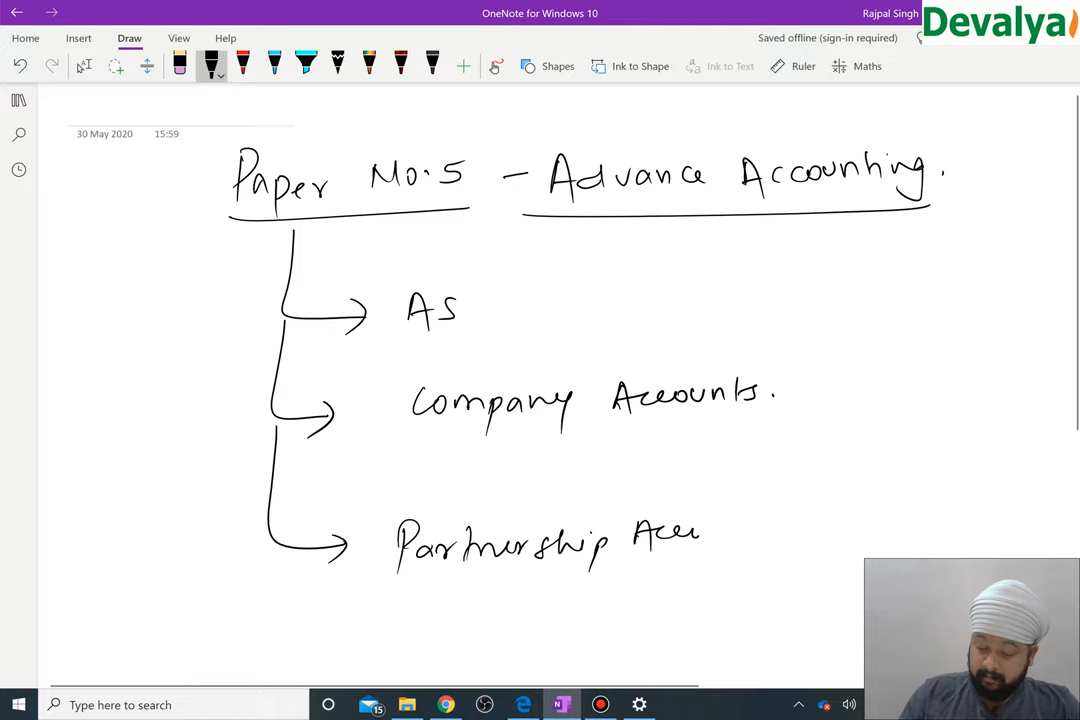 OneNote for Windows 10
Rajpal Singh
Devalya
Home Insert Draw View Help
Saved offline (sign-in required)
Shapes Ink to Shape Ink to Text Ruler Maths
30 May 2020 15:59
Paper No.5 - Advance Accounting.
AS
Company Accounts.
Partnership Acc
Type here to search
15